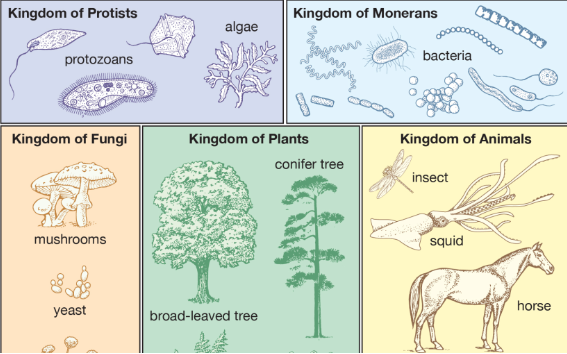 Kingdom of Protists
protozoans
algae
Kingdom of Monerans
bacteria
Kingdom of Fungi
mushrooms
yeast
Kingdom of Plants
conifer tree
broad-leaved tree
Kingdom of Animals
insect
squid
horse